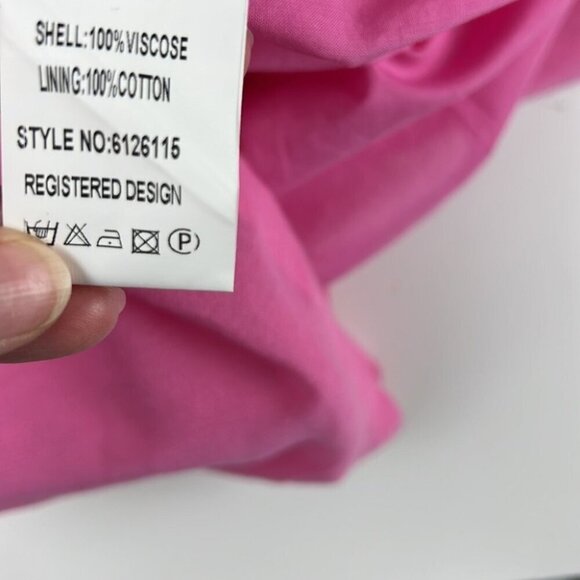 SHELL:100%VISCOSE
LINING:100%COTTON
STYLE NO:6126115
REGISTERED DESIGN
P